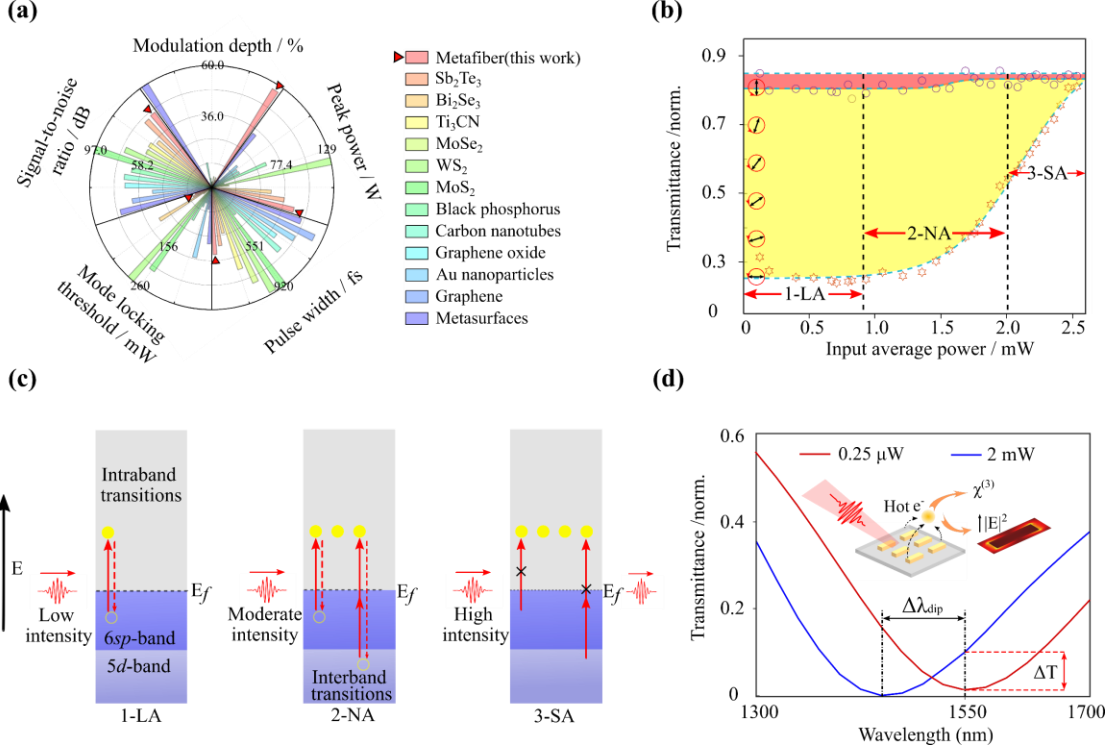 (a)
Modulation depth / %
60.0
36.0
Signal-to-noise
ratio / dB
97.0
58.2
Peak power /
W
129
77.4
Mode locking
threshold / mW
260
156
Pulse width / fs
551
920
Metafiber(this work)
Sb2Te3
Bi2Se3
Ti3CN
MoSe2
WS2
MoS2
Black phosphorus
Carbon nanotubes
Graphene oxide
Au nanoparticles
Graphene
Metasurfaces
(b)
Transmittance /norm.
0.9
0.7
0.5
0.3
0
3-SA
2-NA
1-LA
0 0.5 1.0 1.5 2.0 2.5
Input average power / mW
(c)
E
Intraband
transitions
Ef
Low
intensity
6sp-band
5d-band
1-LA
Ef
Moderate
intensity
Interband
transitions
2-NA
Ef
High
intensity
3-SA
(d)
Transmittance /norm.
0.6
0.4
0.2
0
0.25 μW
2 mW
Hot e-
χ(3)
↑|E|2
Δλdip
ΔT
1300 1550 1700
Wavelength (nm)